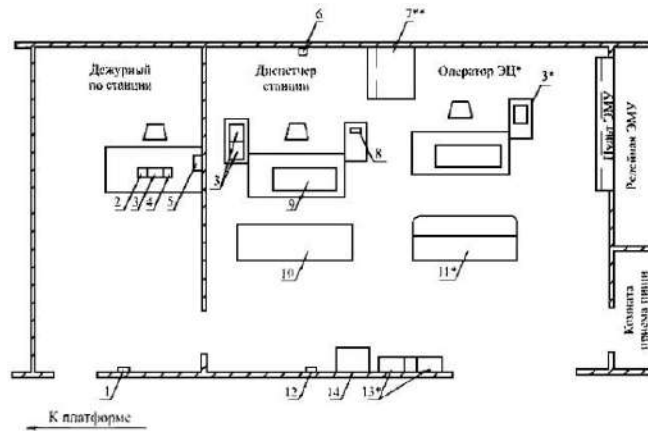 6
7**
Дежурный
по станции
Диспетчер
станции
Оператор ЭЦ*
3*
Пульт ЭМУ
Релейная ЭМУ
2
3
4
5
3
8
9
10
11*
Комната
приема пищи
1
12
14
13*
К платформе